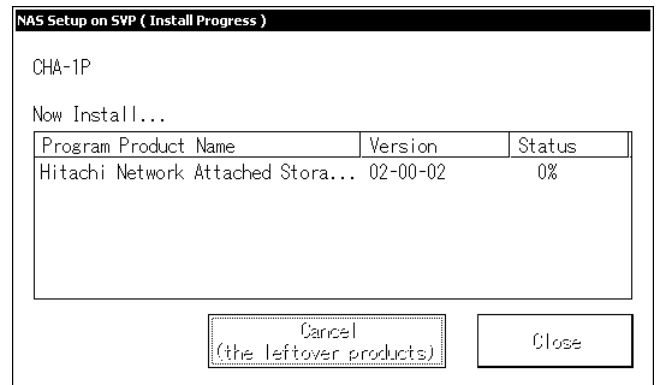 NAS Setup on SVP ( Install Progress )
CHA-1P
Now Install...
Program Product Name Version Status
Hitachi Network Attached Stora... 02-00-02 0%
Cancel
(the leftover products)
Close